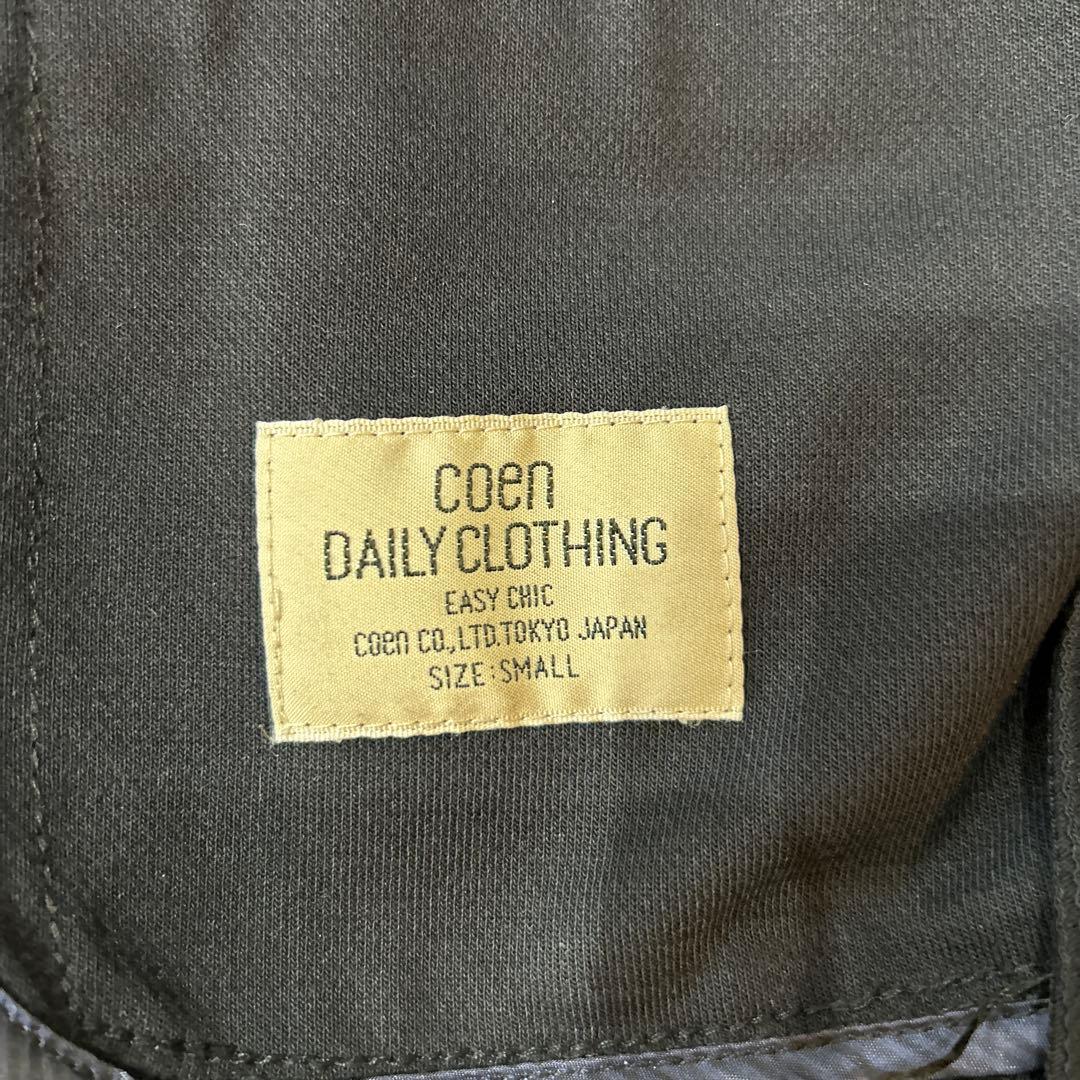 coen
DAILY CLOTHING
EASY CHIC
coen CO.,LTD.TOKYO JAPAN
SIZE:SMALL